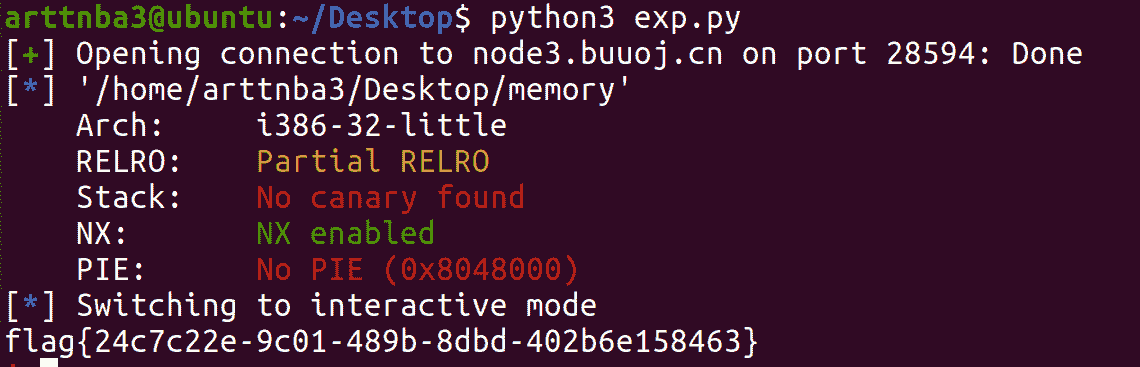 arttnba3@ubuntu:~/Desktop$ python3 exp.py
[+] Opening connection to node3.buuoj.cn on port 28594: Done
[*] '/home/arttnba3/Desktop/memory'
    Arch:     i386-32-little
    RELRO:    Partial RELRO
    Stack:    No canary found
    NX:       NX enabled
    PIE:      No PIE (0x8048000)
[*] Switching to interactive mode
flag{24c7c22e-9c01-489b-8dbd-402b6e158463}